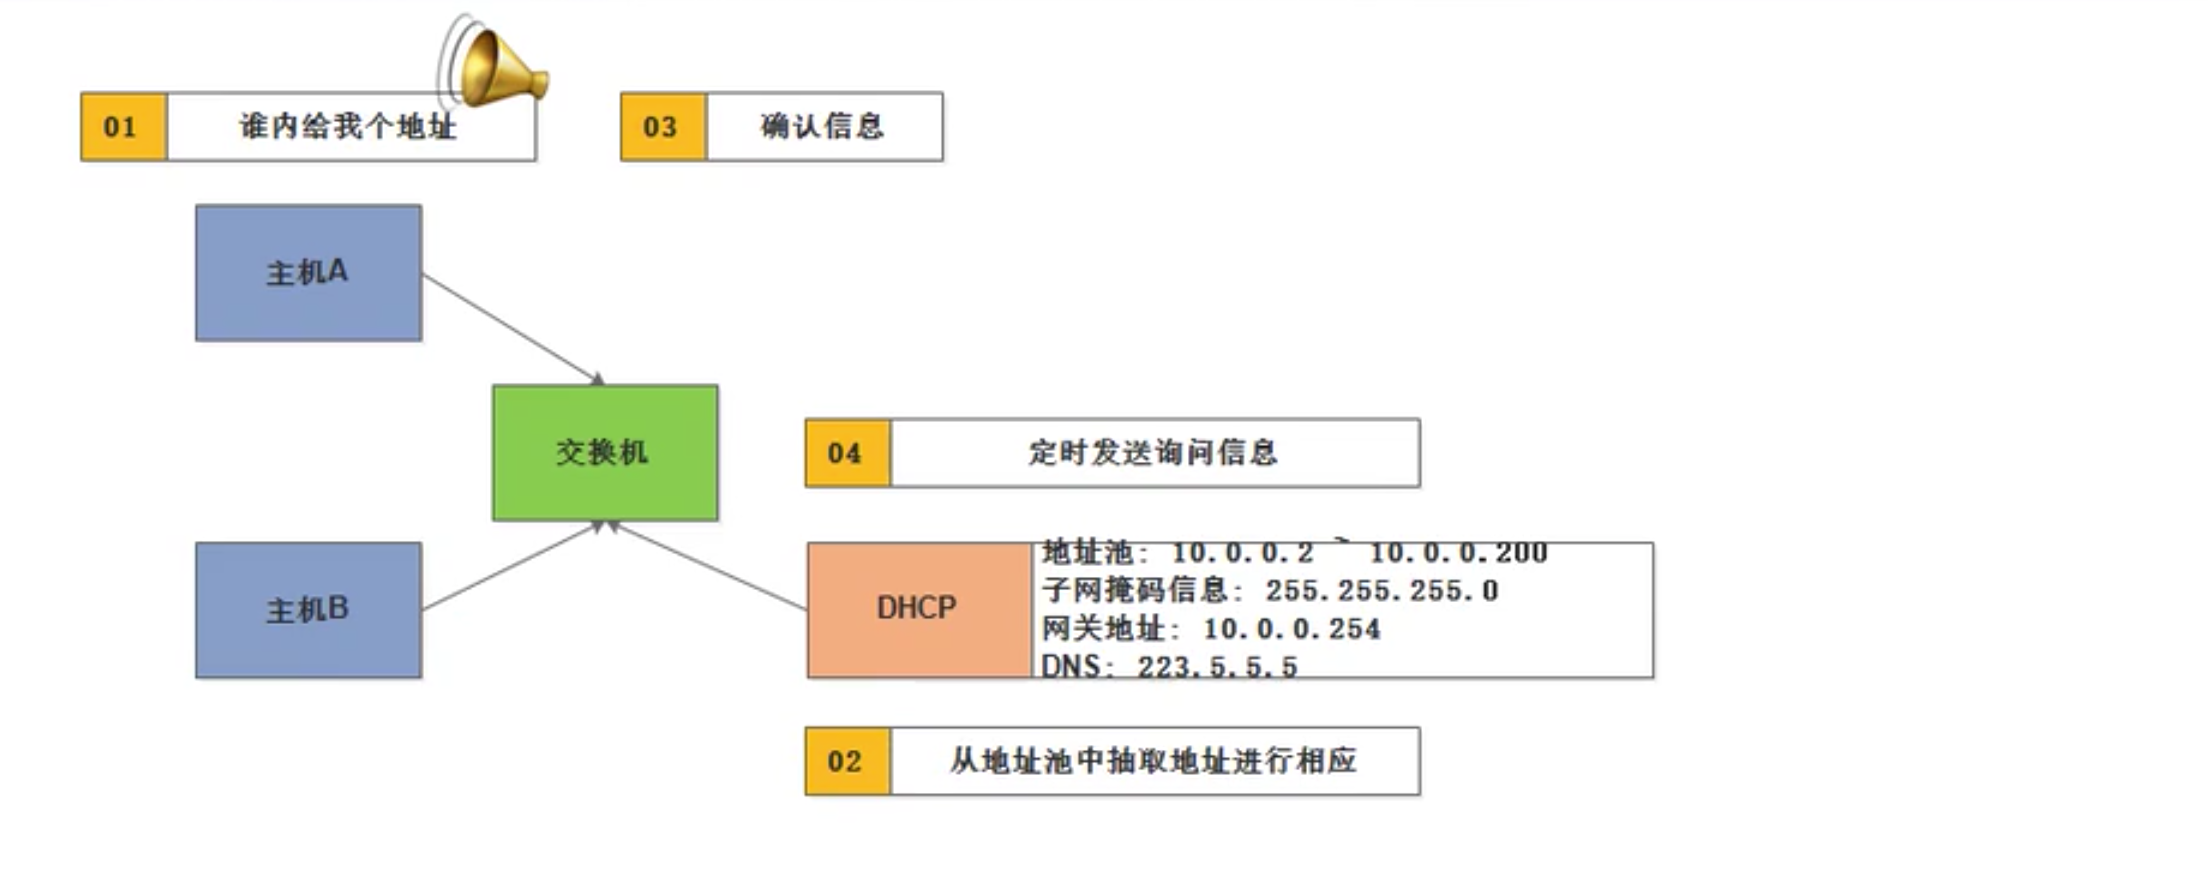 01 谁内给我个地址
03 确认信息
主机A
交换机
04 定时发送询问信息
主机B
DHCP
地址池: 10.0.0.2 ~ 10.0.0.200
子网掩码信息: 255.255.255.0
网关地址: 10.0.0.254
DNS: 223.5.5.5
02 从地址池中抽取地址进行相应